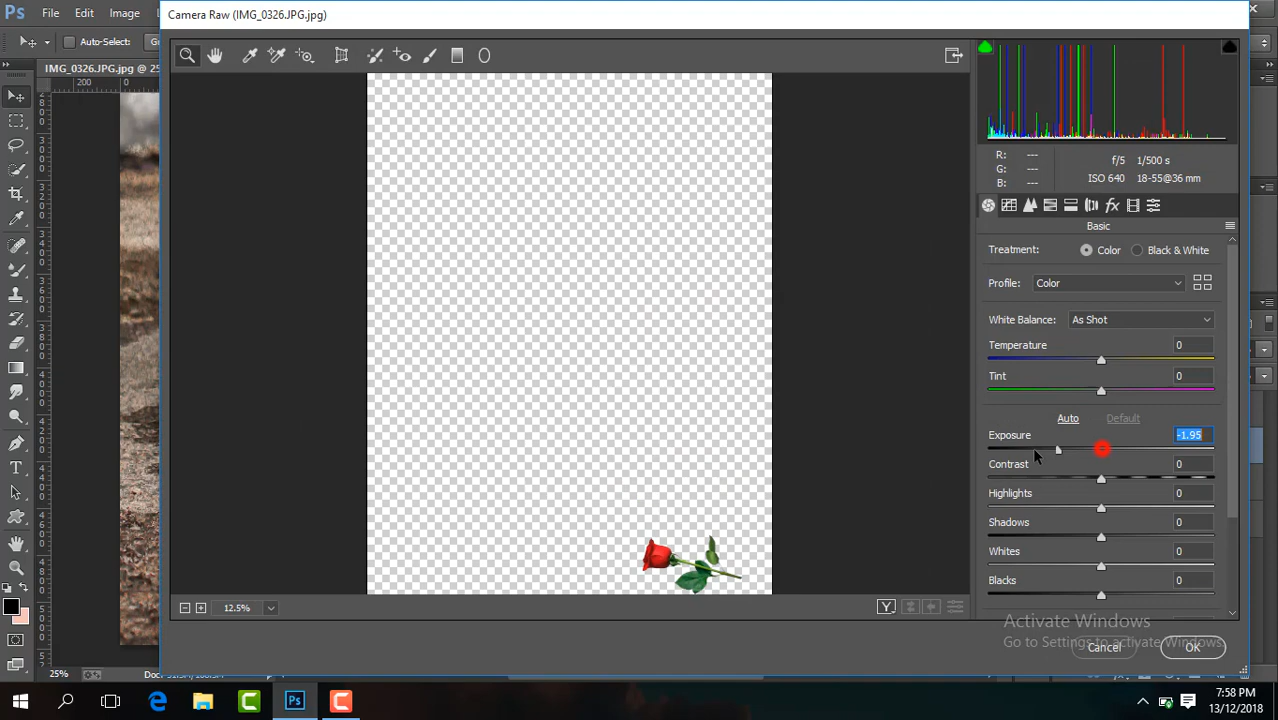 Camera Raw (IMG_0326.JPG.jpg)
Ps File Edit Image
Auto-Select:
IMG_0326.JPG.jpg @ 25
200 0
R: ---
G: ---
B: ---
f/5 1/500 s
ISO 640 18-55@36 mm
Basic
Treatment: Color Black & White
Profile: Color
White Balance: As Shot
Temperature 0
Tint 0
Auto Default
Exposure -1.95
Contrast 0
Highlights 0
Shadows 0
Whites 0
Blacks 0
12.5%
Y
Activate Windows
Go to Settings to activate Windows.
Cancel OK
25%
7:58 PM
13/12/2018